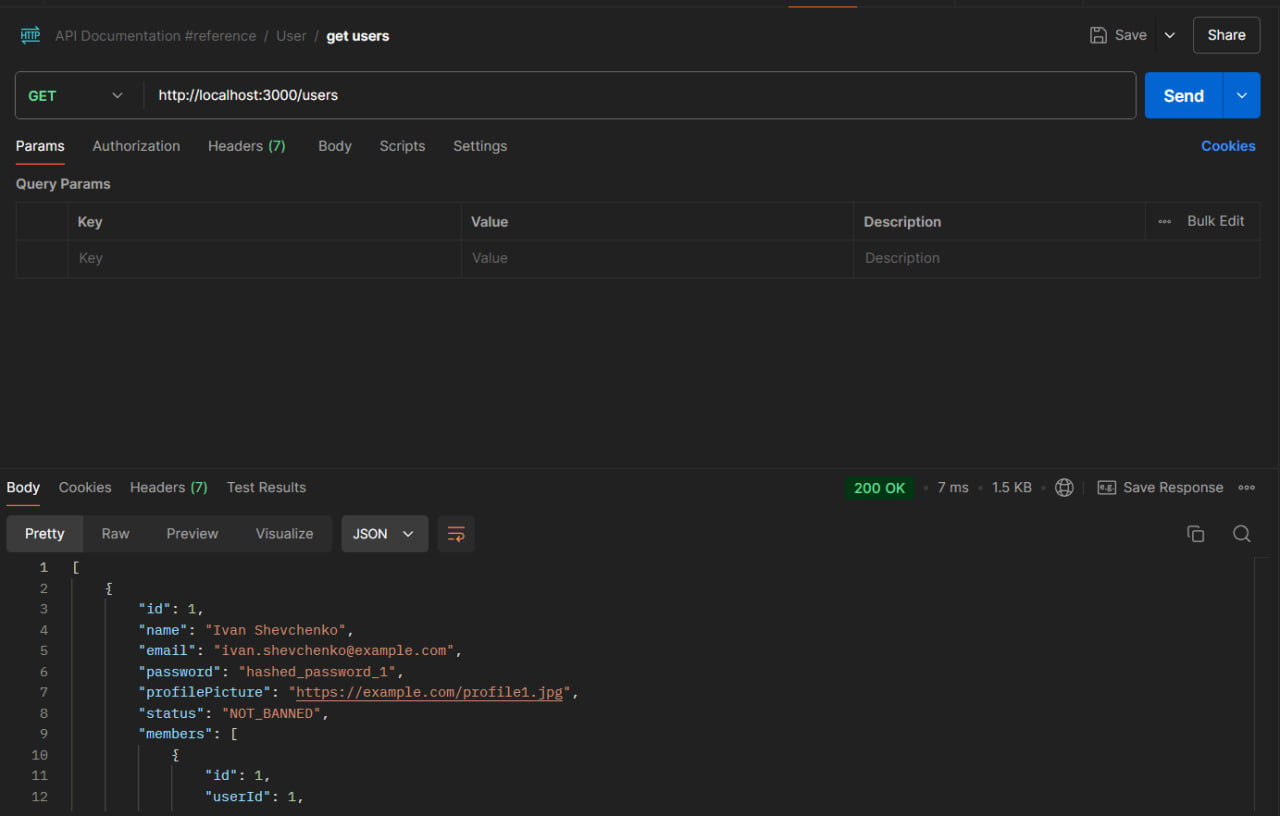 HTTP API Documentation #reference / User / get users Save Share
GET http://localhost:3000/users Send
Params Authorization Headers (7) Body Scripts Settings Cookies
Query Params
Key Value Description Bulk Edit
Key Value Description
Body Cookies Headers (7) Test Results 200 OK 7 ms 1.5 KB e.g. Save Response
Pretty Raw Preview Visualize JSON
1 [
2 {
3 "id": 1,
4 "name": "Ivan Shevchenko",
5 "email": "ivan.shevchenko@example.com",
6 "password": "hashed_password_1",
7 "profilePicture": "https://example.com/profile1.jpg",
8 "status": "NOT_BANNED",
9 "members": [
10 {
11 "id": 1,
12 "userId": 1,